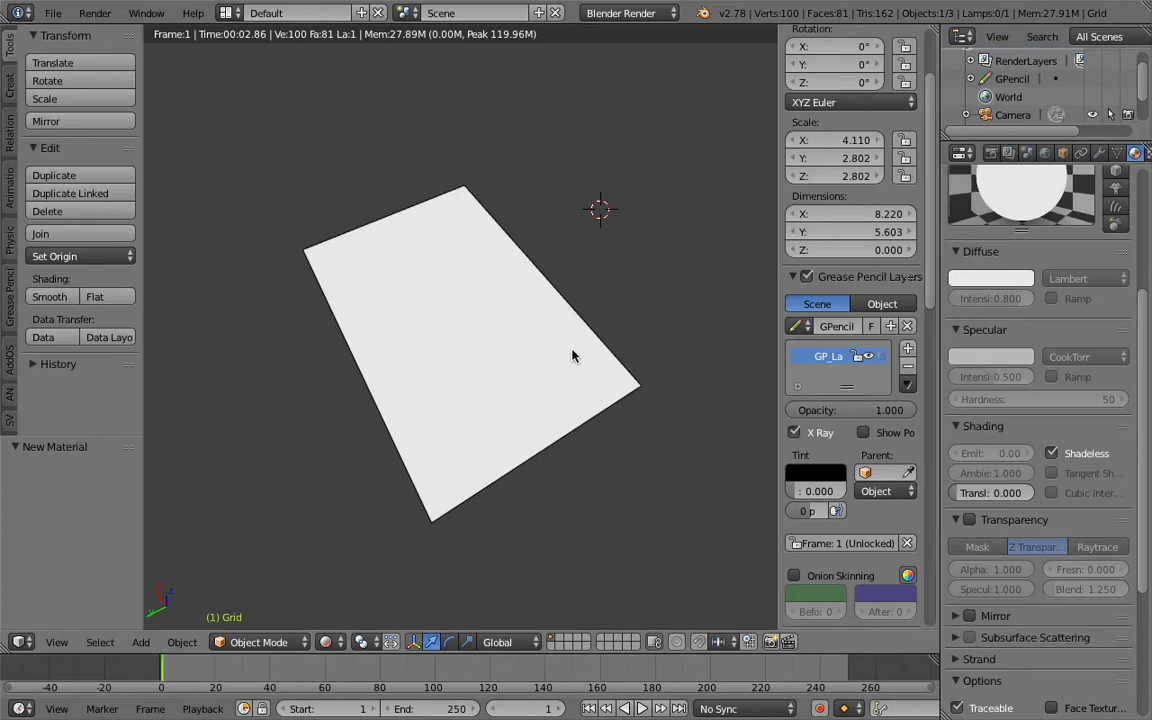 File Render Window Help Default Scene Blender Render v2.78 | Verts:100 | Faces:81 | Tris:162 | Objects:1/3 | Lamps:0/1 | Mem:27.91M | Grid
Frame:1 | Time:00:02.86 | Ve:100 Fa:81 La:1 | Mem:27.89M (0.00M, Peak 119.96M)
Tools
Creat
Relation
Animatio
Physic
Grease Penci
AddOS
AN
SV
Transform
Translate
Rotate
Scale
Mirror
Edit
Duplicate
Duplicate Linked
Delete
Join
Set Origin
Shading:
Smooth Flat
Data Transfer:
Data Data Layo
History
New Material
(1) Grid
Rotation:
X: 0°
Y: 0°
Z: 0°
XYZ Euler
Scale:
X: 4.110
Y: 2.802
Z: 2.802
Dimensions:
X: 8.220
Y: 5.603
Z: 0.000
Grease Pencil Layers
Scene Object
GPencil F
GP_La
Opacity: 1.000
X Ray Show Po
Tint Parent:
: 0.000 Object
0 p
Frame: 1 (Unlocked)
Onion Skinning
Befo: 0 After: 0
View Search All Scenes
RenderLayers
GPencil
World
Camera
Diffuse
Lambert
Intensi:0.800 Ramp
Specular
CookTorr
Intensi:0.500 Ramp
Hardness: 50
Shading
Emit: 0.00 Shadeless
Ambie:1.000 Tangent Sh...
Transl: 0.000 Cubic Inter...
Transparency
Mask Z Transpar... Raytrace
Alpha: 1.000 Fresn: 0.000
Specul:1.000 Blend: 1.250
Mirror
Subsurface Scattering
Strand
Options
Traceable Face Textur...
View Select Add Object Object Mode Global
-40 -20 0 20 40 60 80 100 120 140 160 180 200 220 240 260
View Marker Frame Playback Start: 1 End: 250 1 No Sync